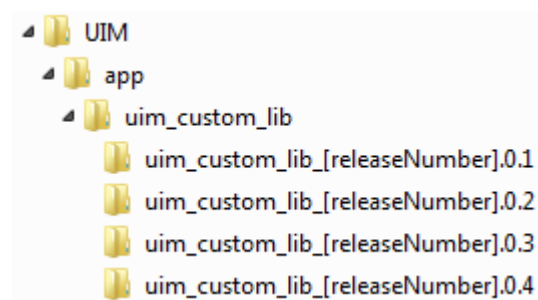 UIM
app
uim_custom_lib
uim_custom_lib_[releaseNumber].0.1
uim_custom_lib_[releaseNumber].0.2
uim_custom_lib_[releaseNumber].0.3
uim_custom_lib_[releaseNumber].0.4